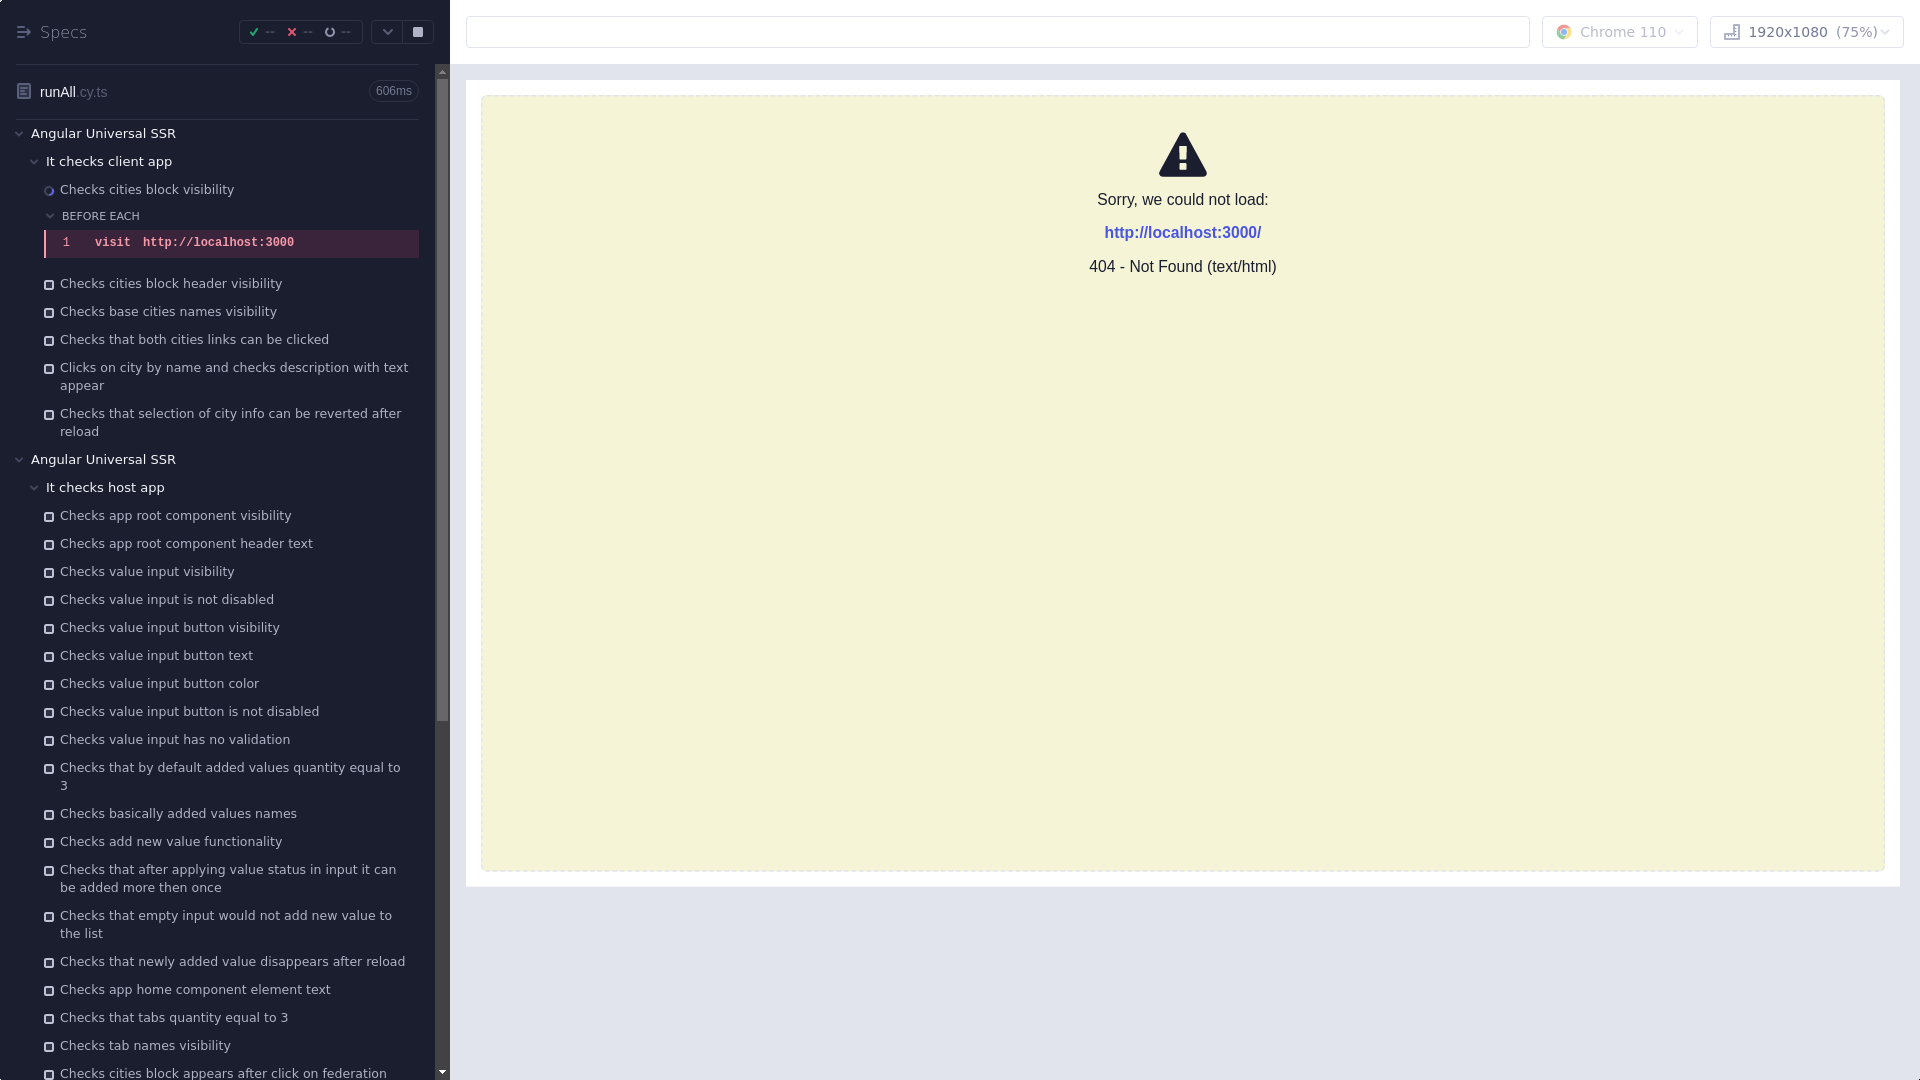 Specs
--
--
--
Chrome 110
1920x1080 (75%)
runAll.cy.ts
606ms
Angular Universal SSR
It checks client app
Checks cities block visibility
BEFORE EACH
1 visit http://localhost:3000
Checks cities block header visibility
Checks base cities names visibility
Checks that both cities links can be clicked
Clicks on city by name and checks description with text
appear
Checks that selection of city info can be reverted after
reload
Angular Universal SSR
It checks host app
Checks app root component visibility
Checks app root component header text
Checks value input visibility
Checks value input is not disabled
Checks value input button visibility
Checks value input button text
Checks value input button color
Checks value input button is not disabled
Checks value input has no validation
Checks that by default added values quantity equal to
3
Checks basically added values names
Checks add new value functionality
Checks that after applying value status in input it can
be added more then once
Checks that empty input would not add new value to
the list
Checks that newly added value disappears after reload
Checks app home component element text
Checks that tabs quantity equal to 3
Checks tab names visibility
Checks cities block appears after click on federation
Sorry, we could not load:
http://localhost:3000/
404 - Not Found (text/html)